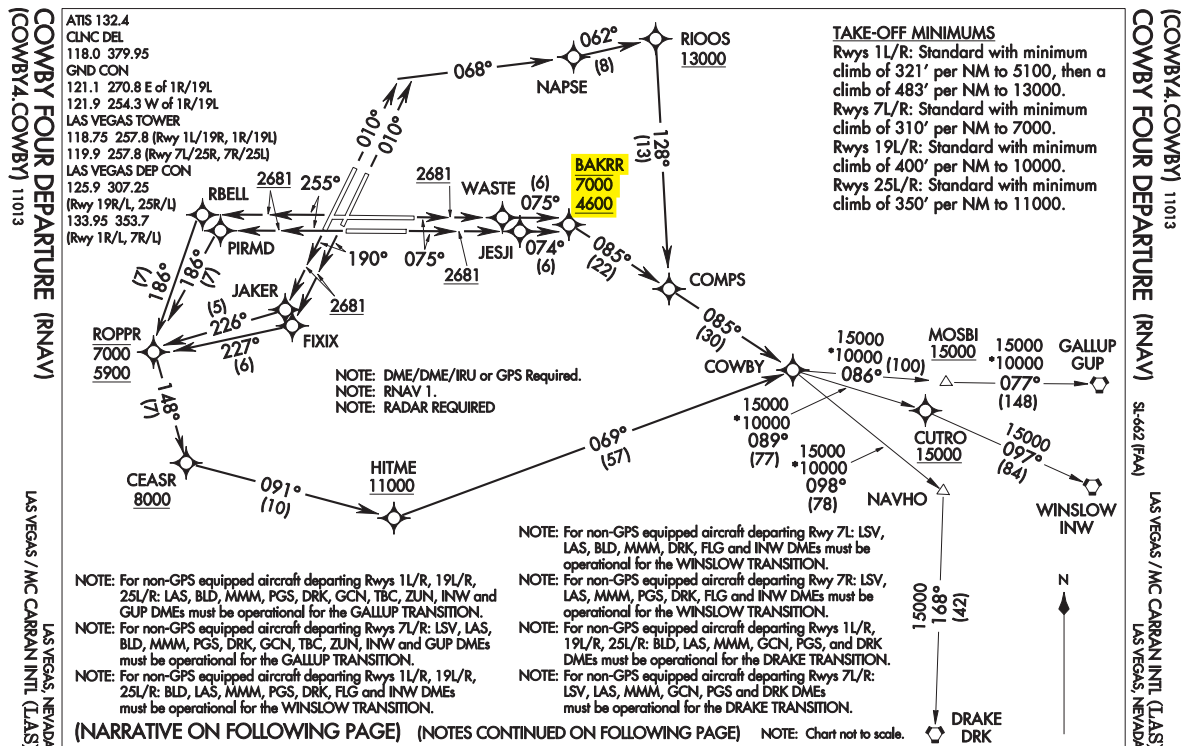 (COWBY4.COWBY) 11013
COWBY FOUR DEPARTURE (RNAV)
ATIS 132.4
CLNC DEL
118.0 379.95
GND CON
121.1 270.8 E of 1R/19L
121.9 254.3 W of 1R/19L
LAS VEGAS TOWER
118.75 257.8 (Rwy 1L/19R, 1R/19L)
119.9 257.8 (Rwy 7L/25R, 7R/25L)
LAS VEGAS DEP CON
125.9 307.25
(Rwy 19R/L, 25R/L)
133.95 353.7
(Rwy 1R/L, 7R/L)
TAKE-OFF MINIMUMS
Rwys 1L/R: Standard with minimum
climb of 321' per NM to 5100, then a
climb of 483' per NM to 13000.
Rwys 7L/R: Standard with minimum
climb of 310' per NM to 7000.
Rwys 19L/R: Standard with minimum
climb of 400' per NM to 10000.
Rwys 25L/R: Standard with minimum
climb of 350' per NM to 11000.
062°
(8)
RIOOS
13000
068°
NAPSE
010°
010°
128°
(13)
BAKRR
7000
4600
RBELL
2681
255°
2681
WASTE
(6)
075°
PIRMD
190°
075°
2681
JESJI
074°
(6)
085°
(22)
COMPS
(7)
186°
186°
(7)
JAKER
2681
(5)
226°
FIXIX
227°
(6)
ROPPR
7000
5900
085°
(30)
COWBY
15000
*10000
086°
(100)
MOSBI
15000
15000
*10000
077°
(148)
GALLUP
GUP
NOTE: DME/DME/IRU or GPS Required.
NOTE: RNAV 1.
NOTE: RADAR REQUIRED
148°
(7)
15000
*10000
089°
(77)
CUTRO
15000
15000
097°
(84)
WINSLOW
INW
15000
*10000
098°
(78)
NAVHO
069°
(57)
CEASR
8000
091°
(10)
HITME
11000
15000
168°
(42)
DRAKE
DRK
N
NOTE: For non-GPS equipped aircraft departing Rwys 1L/R, 19L/R,
25L/R: LAS, BLD, MMM, PGS, DRK, GCN, TBC, ZUN, INW and
GUP DMEs must be operational for the GALLUP TRANSITION.
NOTE: For non-GPS equipped aircraft departing Rwys 7L/R: LSV, LAS,
BLD, MMM, PGS, DRK, GCN, TBC, ZUN, INW and GUP DMEs
must be operational for the GALLUP TRANSITION.
NOTE: For non-GPS equipped aircraft departing Rwys 1L/R, 19L/R,
25L/R: BLD, LAS, MMM, PGS, DRK, FLG and INW DMEs
must be operational for the WINSLOW TRANSITION.
NOTE: For non-GPS equipped aircraft departing Rwy 7L: LSV,
LAS, BLD, MMM, DRK, FLG and INW DMEs must be
operational for the WINSLOW TRANSITION.
NOTE: For non-GPS equipped aircraft departing Rwy 7R: LSV,
LAS, MMM, PGS, DRK, FLG and INW DMEs must be
operational for the WINSLOW TRANSITION.
NOTE: For non-GPS equipped aircraft departing Rwys 1L/R,
19L/R, 25L/R: BLD, LAS, MMM, GCN, PGS, and DRK
DMEs must be operational for the DRAKE TRANSITION.
NOTE: For non-GPS equipped aircraft departing Rwys 7L/R:
LSV, LAS, MMM, GCN, PGS and DRK DMEs
must be operational for the DRAKE TRANSITION.
(NARRATIVE ON FOLLOWING PAGE) (NOTES CONTINUED ON FOLLOWING PAGE) NOTE: Chart not to scale.
LAS VEGAS / MC CARRAN INTL (LAS)
LAS VEGAS, NEVADA
(COWBY4.COWBY) 11013
COWBY FOUR DEPARTURE (RNAV)
SL-662 (FAA)
LAS VEGAS / MC CARRAN INTL (LAS)
LAS VEGAS, NEVADA